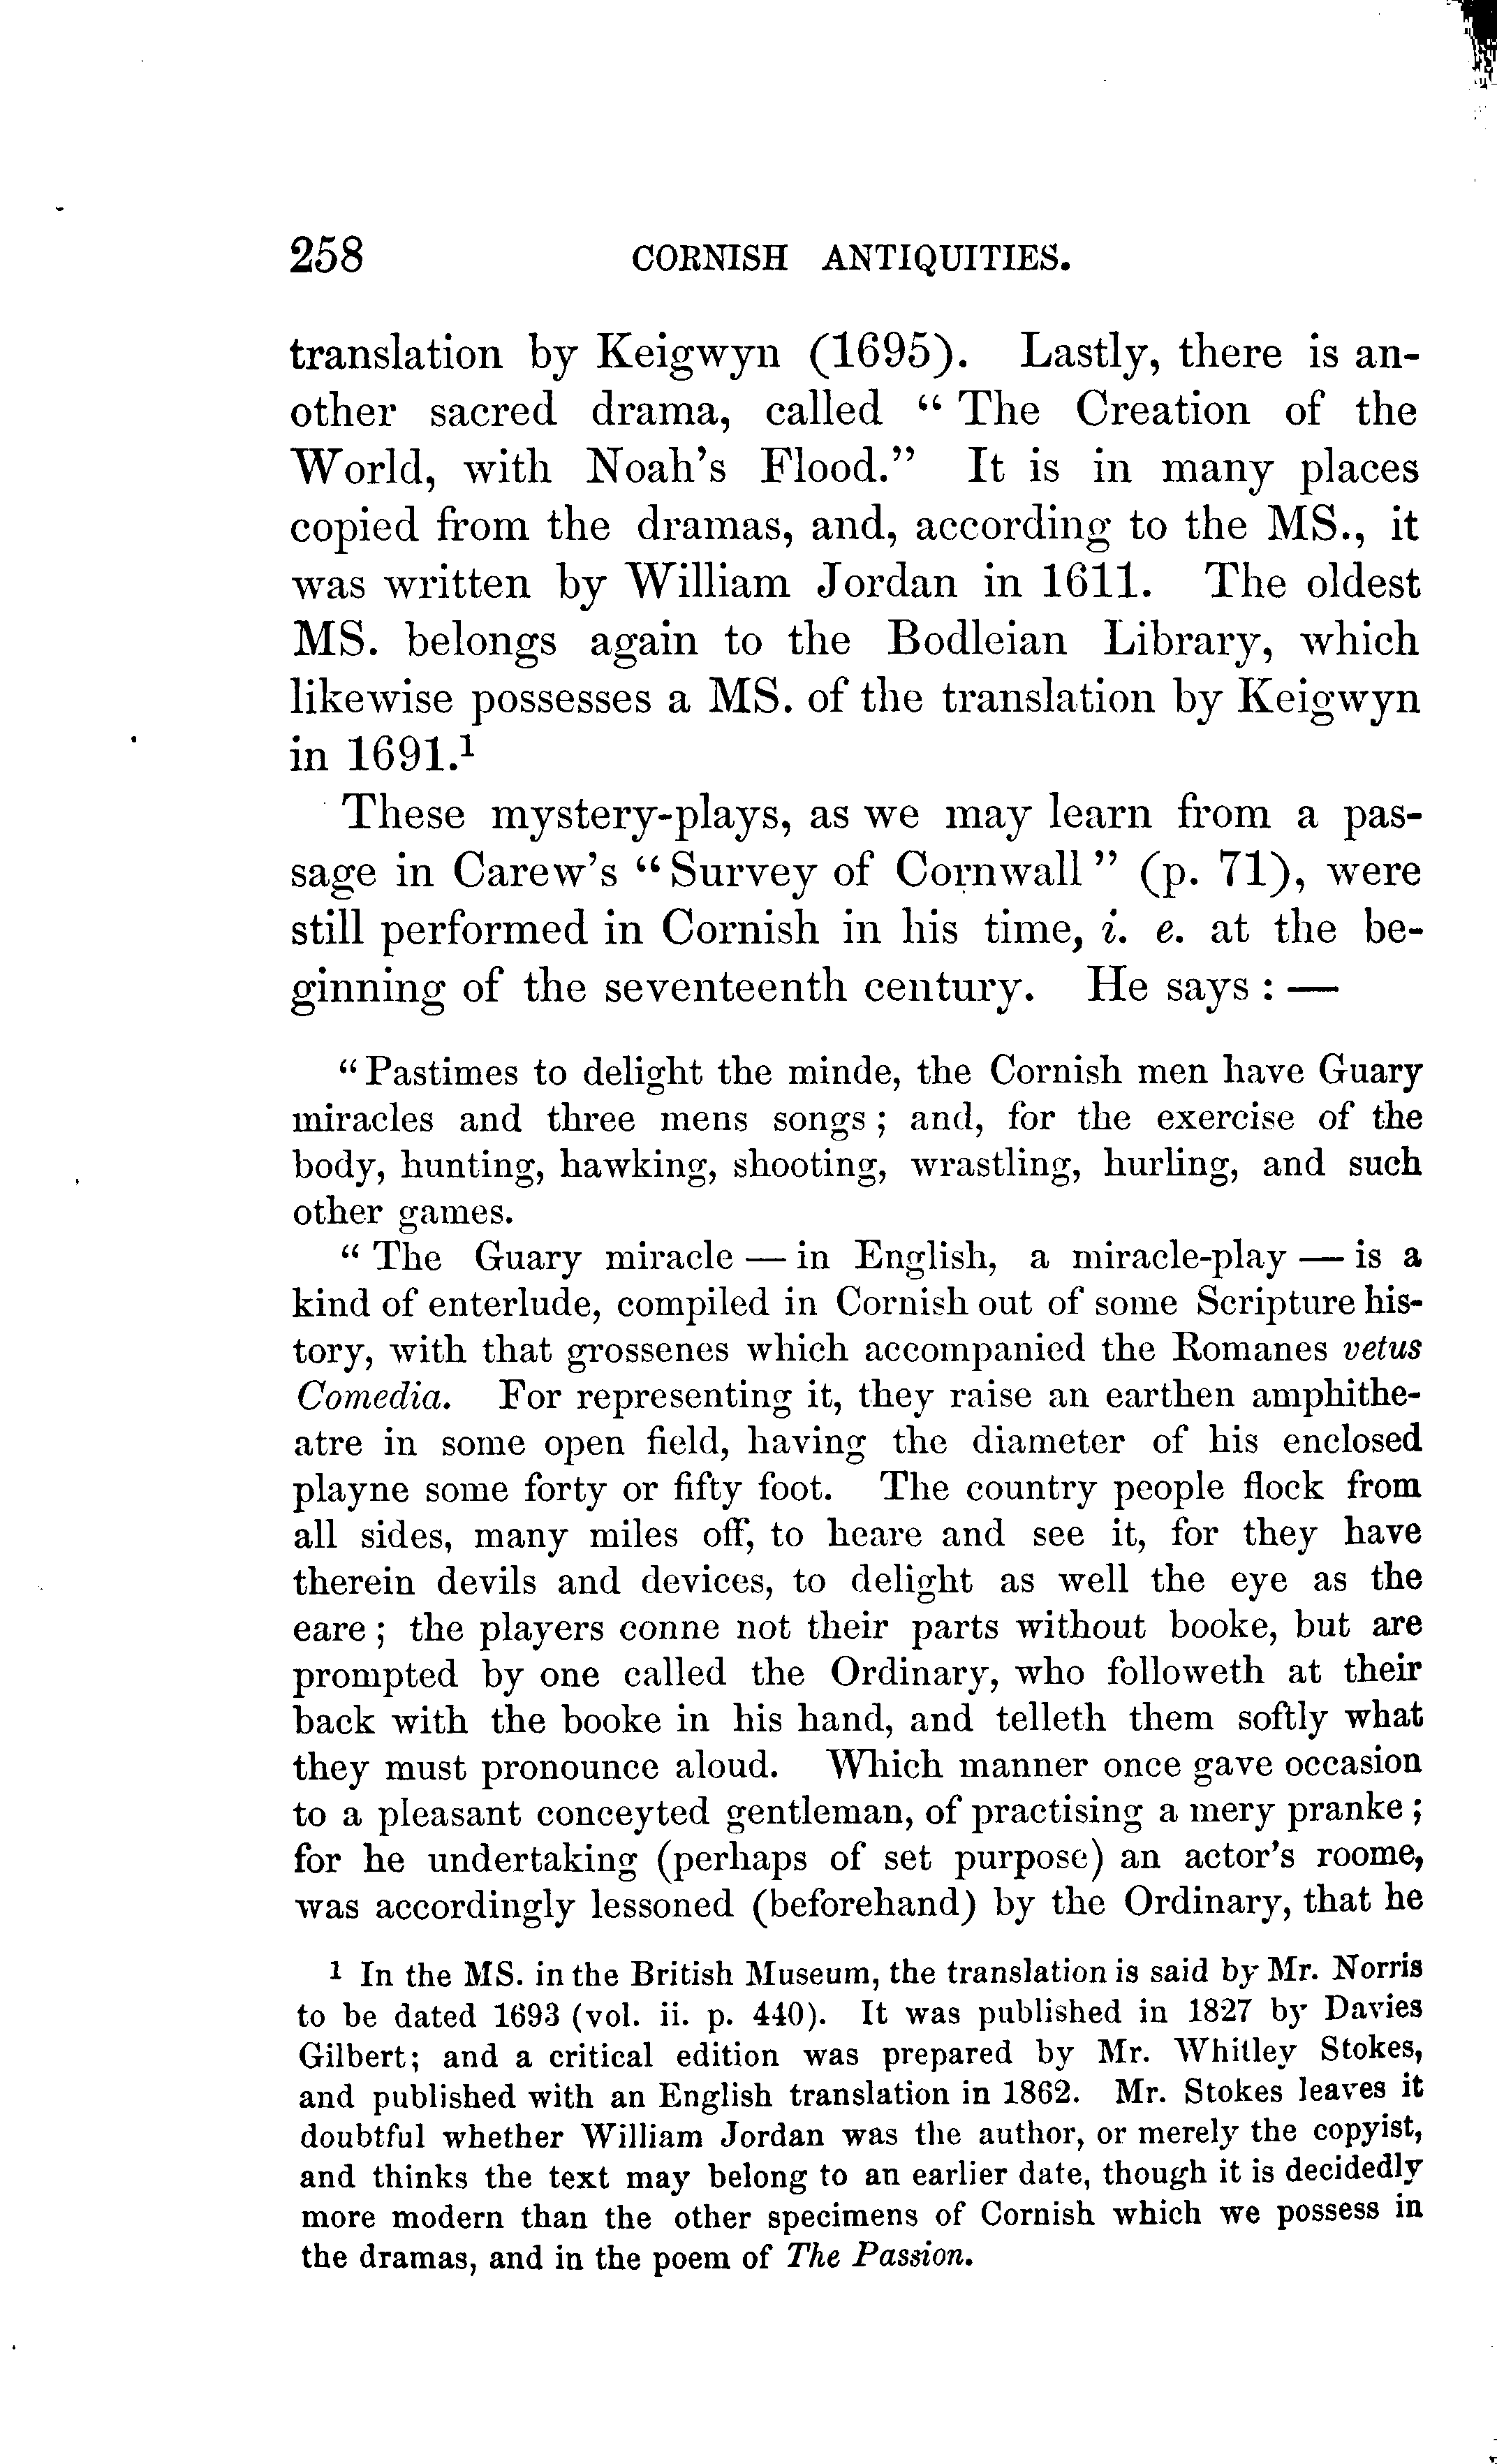 258 CORNISH ANTIQUITIES.
translation by Keigwyn (1695). Lastly, there is an-
other sacred drama, called “ The Creation of the
World, with Noah’s Flood.” It is in many places
copied from the dramas, and, according to the MS., it
was written by William Jordan in 1611. The oldest
MS. belongs again to the Bodleian Library, which
likewise possesses a MS. of the translation by Keigwyn
in 1691.¹
These mystery-plays, as we may learn from a pas-
sage in Carew’s “ Survey of Cornwall ” (p. 71), were
still performed in Cornish in his time, i. e. at the be-
ginning of the seventeenth century. He says : —
“ Pastimes to delight the minde, the Cornish men have Guary
miracles and three mens songs ; and, for the exercise of the
body, hunting, hawking, shooting, wrastling, hurling, and such
other games.
“ The Guary miracle — in English, a miracle-play — is a
kind of enterlude, compiled in Cornish out of some Scripture his-
tory, with that grossenes which accompanied the Romanes vetus
Comedia. For representing it, they raise an earthen amphithe-
atre in some open field, having the diameter of his enclosed
playne some forty or fifty foot. The country people flock from
all sides, many miles off, to heare and see it, for they have
therein devils and devices, to delight as well the eye as the
eare ; the players conne not their parts without booke, but are
prompted by one called the Ordinary, who followeth at their
back with the booke in his hand, and telleth them softly what
they must pronounce aloud. Which manner once gave occasion
to a pleasant conceyted gentleman, of practising a mery pranke ;
for he undertaking (perhaps of set purpose) an actor’s roome,
was accordingly lessoned (beforehand) by the Ordinary, that he
¹ In the MS. in the British Museum, the translation is said by Mr. Norris
to be dated 1693 (vol. ii. p. 440). It was published in 1827 by Davies
Gilbert; and a critical edition was prepared by Mr. Whitley Stokes,
and published with an English translation in 1862. Mr. Stokes leaves it
doubtful whether William Jordan was the author, or merely the copyist,
and thinks the text may belong to an earlier date, though it is decidedly
more modern than the other specimens of Cornish which we possess in
the dramas, and in the poem of The Passion.